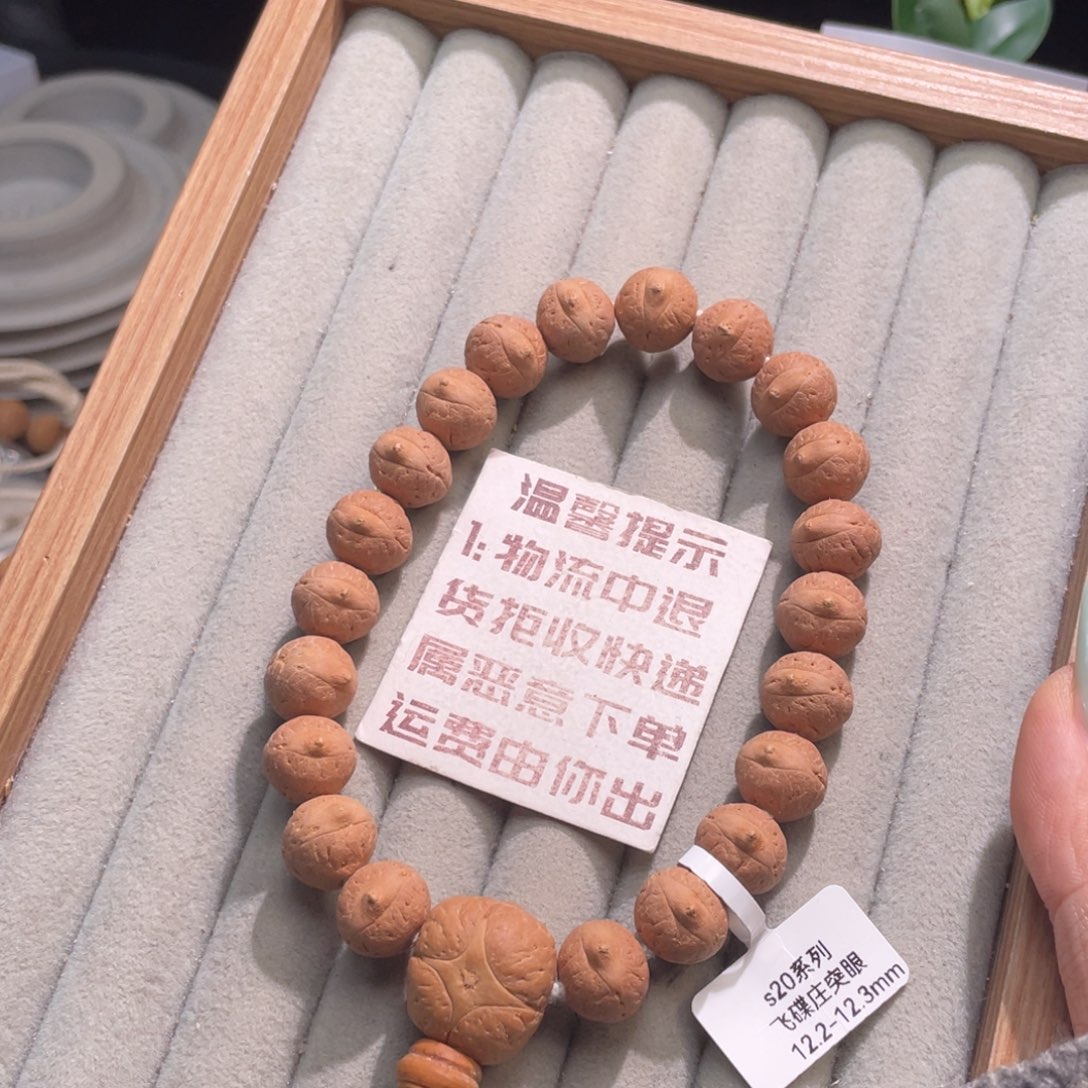 温馨提示
1:物流中退
货拒收快递
属恶意下单
运费由你出
s20系列
飞碟庄突眼
12.2-12.3mm